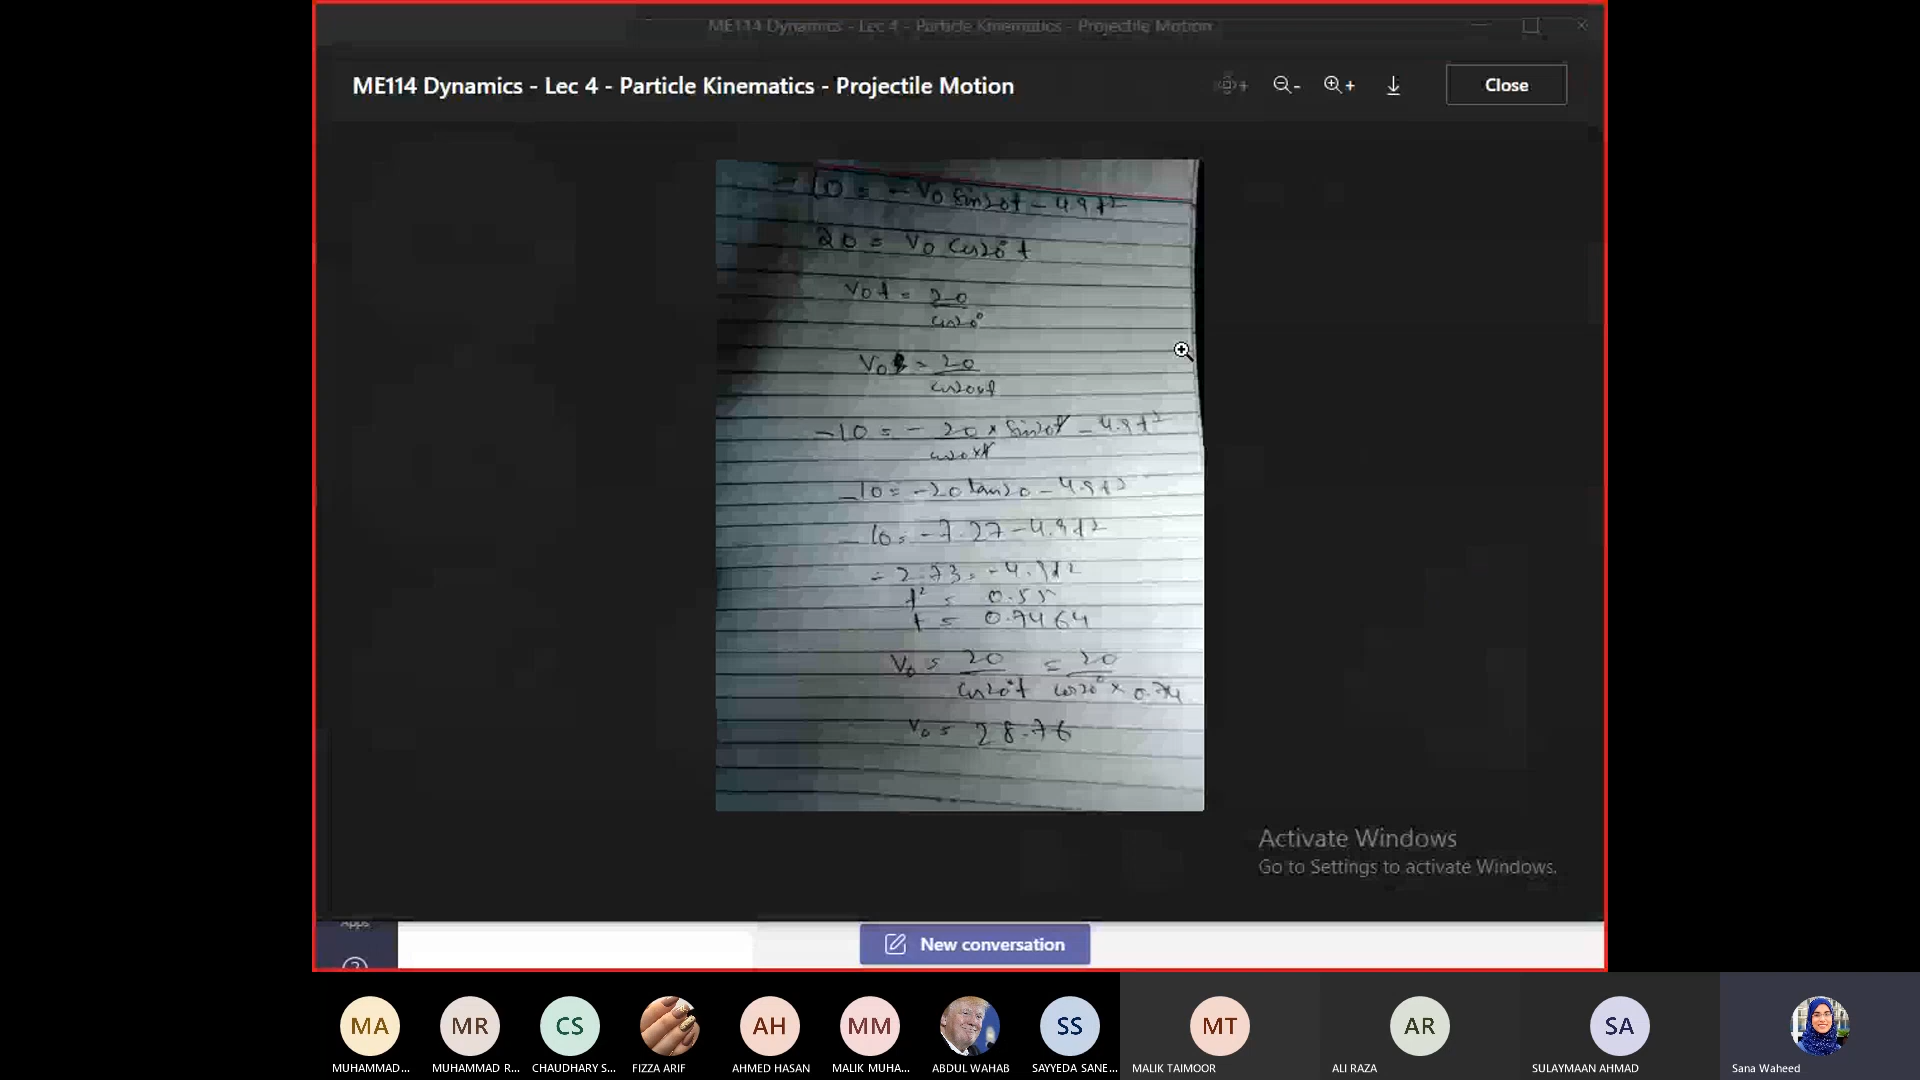 ME114 Dynamics - Lec 4 - Particle Kinematics - Projectile Motion
ME114 Dynamics - Lec 4 - Particle Kinematics - Projectile Motion
Close
- 10 = - V0 sin20t - 4.9t²
20 = V0 cos20° t
V0t = 20
cos20°
V0 = 20
cos20°t
-10 = - 20 × sin20t - 4.9t²
cos20×t
-10 = -20 tan20 - 4.9t²
-10 = -7.27 - 4.9t²
- 2.73 = -4.9t²
t² = 0.55
t = 0.7464
V0 = 20 = 20
cos20°t cos20° × 0.74
V0 = 28.76
Activate Windows
Go to Settings to activate Windows.
Apps
New conversation
MA MR CS AH MM SS MT AR SA
MUHAMMAD... MUHAMMAD R... CHAUDHARY S... FIZZA ARIF AHMED HASAN MALIK MUHA... ABDUL WAHAB SAYYEDA SANE... MALIK TAIMOOR ALI RAZA SULAYMAAN AHMAD Sana Waheed